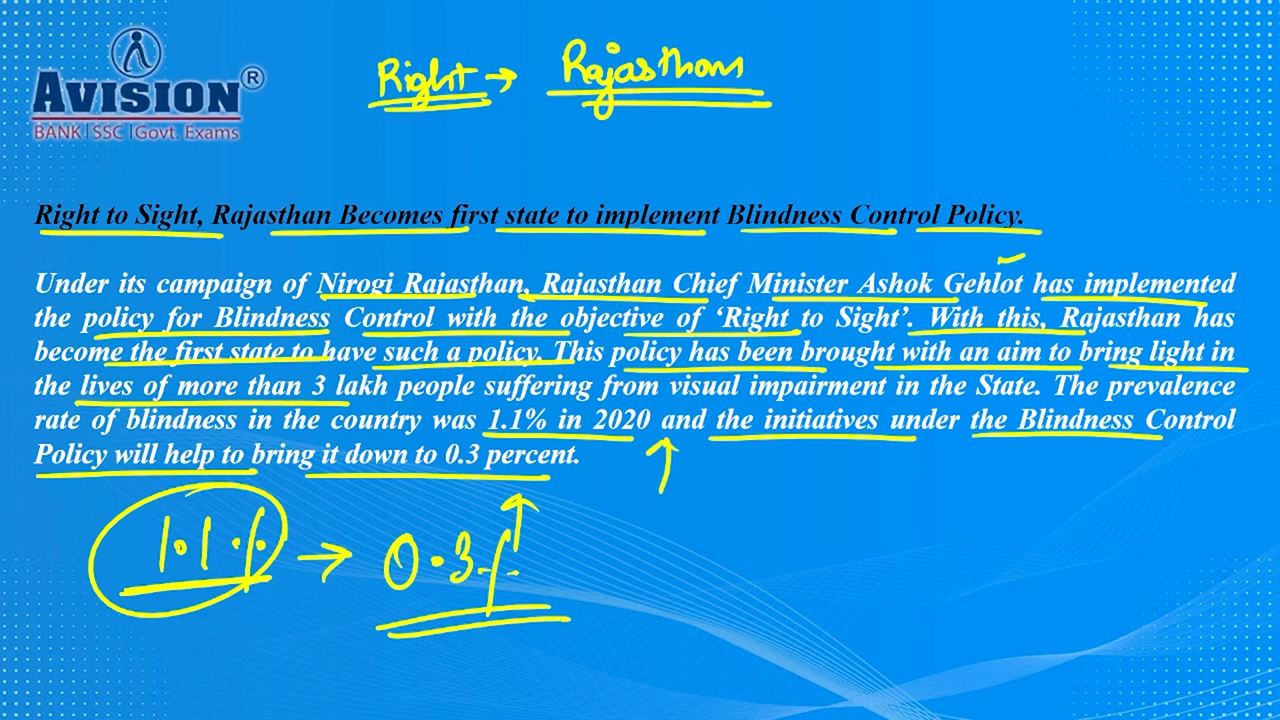 Right → Rajasthan
AVISION®
BANK | SSC | Govt. Exams
Right to Sight, Rajasthan Becomes first state to implement Blindness Control Policy.
Under its campaign of Nirogi Rajasthan, Rajasthan Chief Minister Ashok Gehlot has implemented
the policy for Blindness Control with the objective of ‘Right to Sight’. With this, Rajasthan has
become the first state to have such a policy. This policy has been brought with an aim to bring light in
the lives of more than 3 lakh people suffering from visual impairment in the State. The prevalence
rate of blindness in the country was 1.1% in 2020 and the initiatives under the Blindness Control
Policy will help to bring it down to 0.3 percent.
1.1% → 0.3%